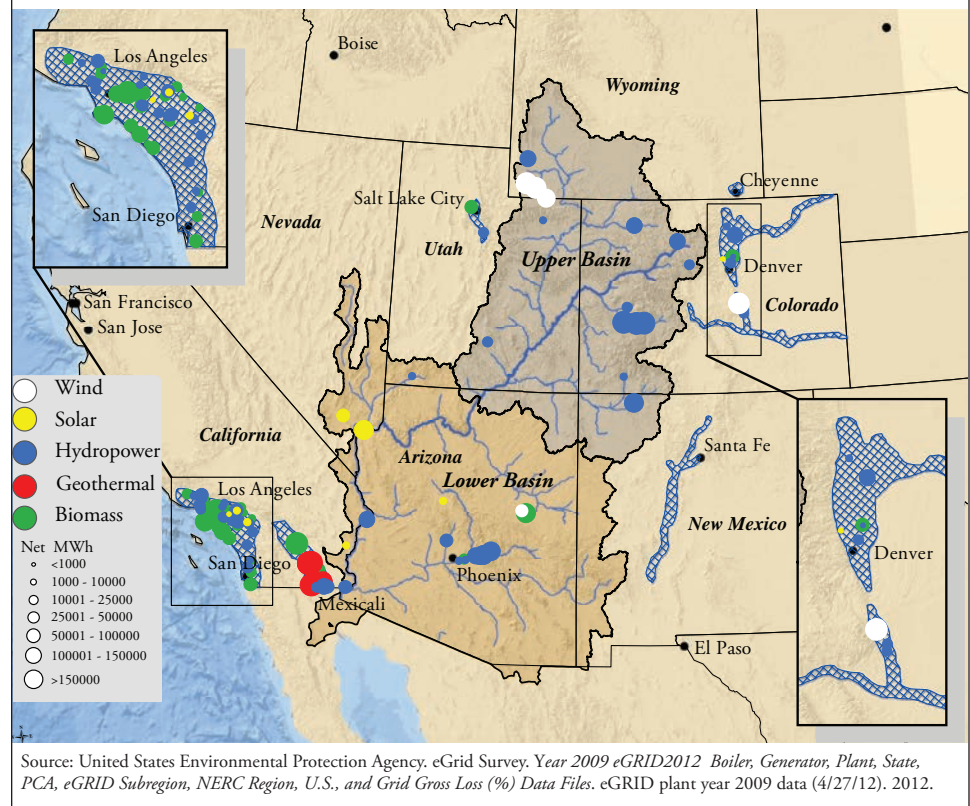 Boise
Wyoming
Los Angeles
San Diego
Cheyenne
Salt Lake City
Nevada
Utah
Upper Basin
Denver
Colorado
San Francisco
San Jose
Wind
Solar
Hydropower
Geothermal
Biomass
Net MWh
<1000
1000 - 10000
10001 - 25000
25001 - 50000
50001 - 100000
100001 - 150000
>150000
California
Arizona
Lower Basin
Santa Fe
New Mexico
Los Angeles
San Diego
Mexicali
Phoenix
El Paso
Denver
Source: United States Environmental Protection Agency. eGrid Survey. Year 2009 eGRID2012 Boiler, Generator, Plant, State,
PCA, eGRID Subregion, NERC Region, U.S., and Grid Gross Loss (%) Data Files. eGRID plant year 2009 data (4/27/12). 2012.